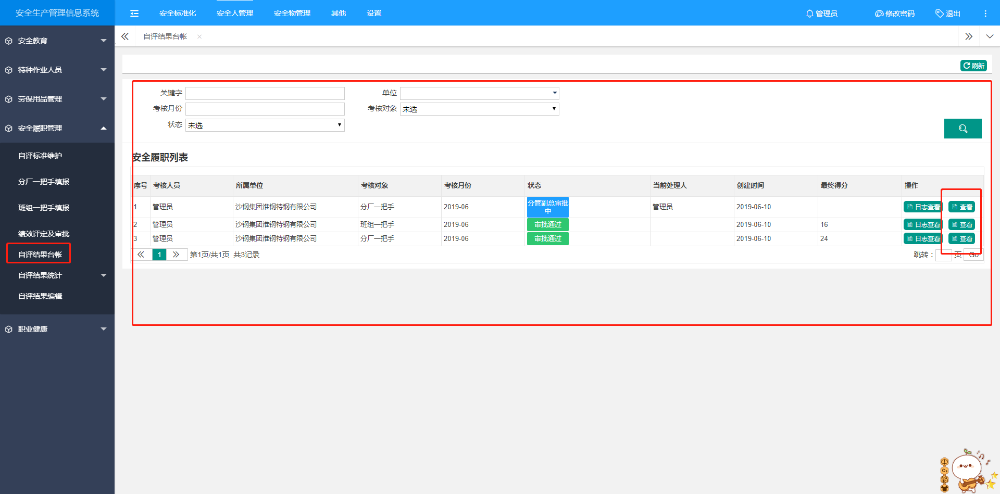 安全生产管理信息系统
安全标准化 安全人管理 安全物管理 其他 设置
管理员 修改密码 退出
安全教育
特种作业人员
劳保用品管理
安全履职管理
自评标准维护
分厂一把手填报
班组一把手填报
绩效评定及审批
自评结果台帐
自评结果统计
自评结果编辑
职业健康
自评结果台帐 ×
刷新
关键字 单位
考核月份 考核对象 未选
状态 未选
安全履职列表
序号 考核人员 所属单位 考核对象 考核月份 状态 当前处理人 创建时间 最终得分 操作
1 管理员 沙钢集团淮钢特钢有限公司 分厂一把手 2019-06 分管副总审批中 管理员 2019-06-10 日志查看 查看
2 管理员 沙钢集团淮钢特钢有限公司 班组一把手 2019-06 审批通过 2019-06-10 16 日志查看 查看
3 管理员 沙钢集团淮钢特钢有限公司 分厂一把手 2019-06 审批通过 2019-06-10 24 日志查看 查看
1 第1页/共1页 共3记录 跳转： 页 Go
中
简